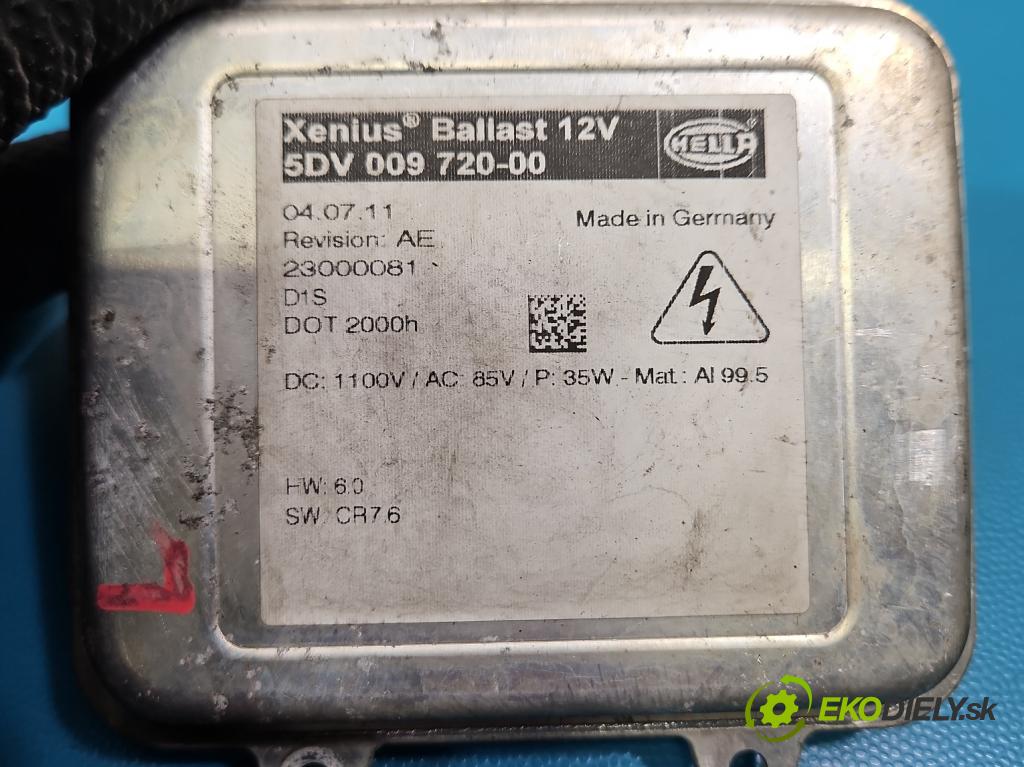 Xenius® Ballast 12V
5DV 009 720-00
HELLA
04.07.11
Made in Germany
Revision: AE
23000081
D1S
DOT 2000h
DC: 1100V / AC: 85V / P: 35W - Mat.: Al 99.5
HW: 6.0
SW: CR7.6
L
EKODIELY.sk